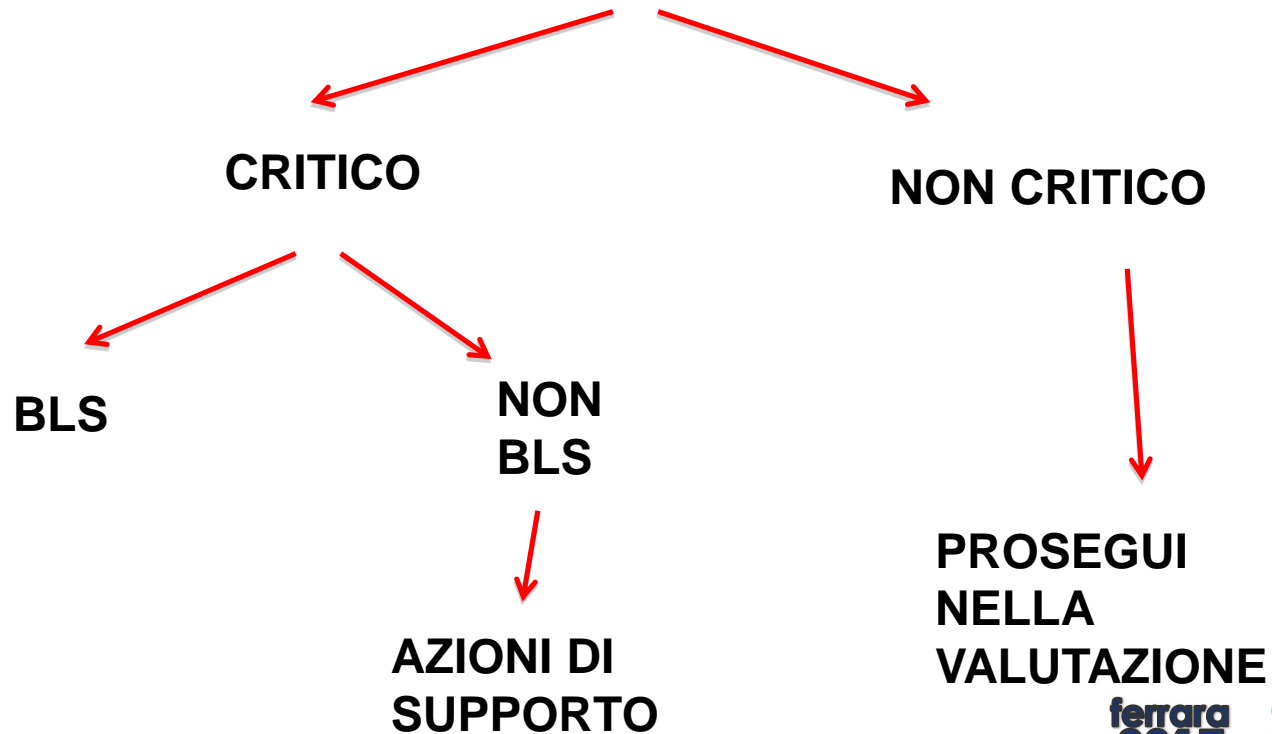 CRITICO
NON CRITICO
BLS
NON
BLS
AZIONI DI
SUPPORTO
PROSEGUI
NELLA
VALUTAZIONE
ferrara